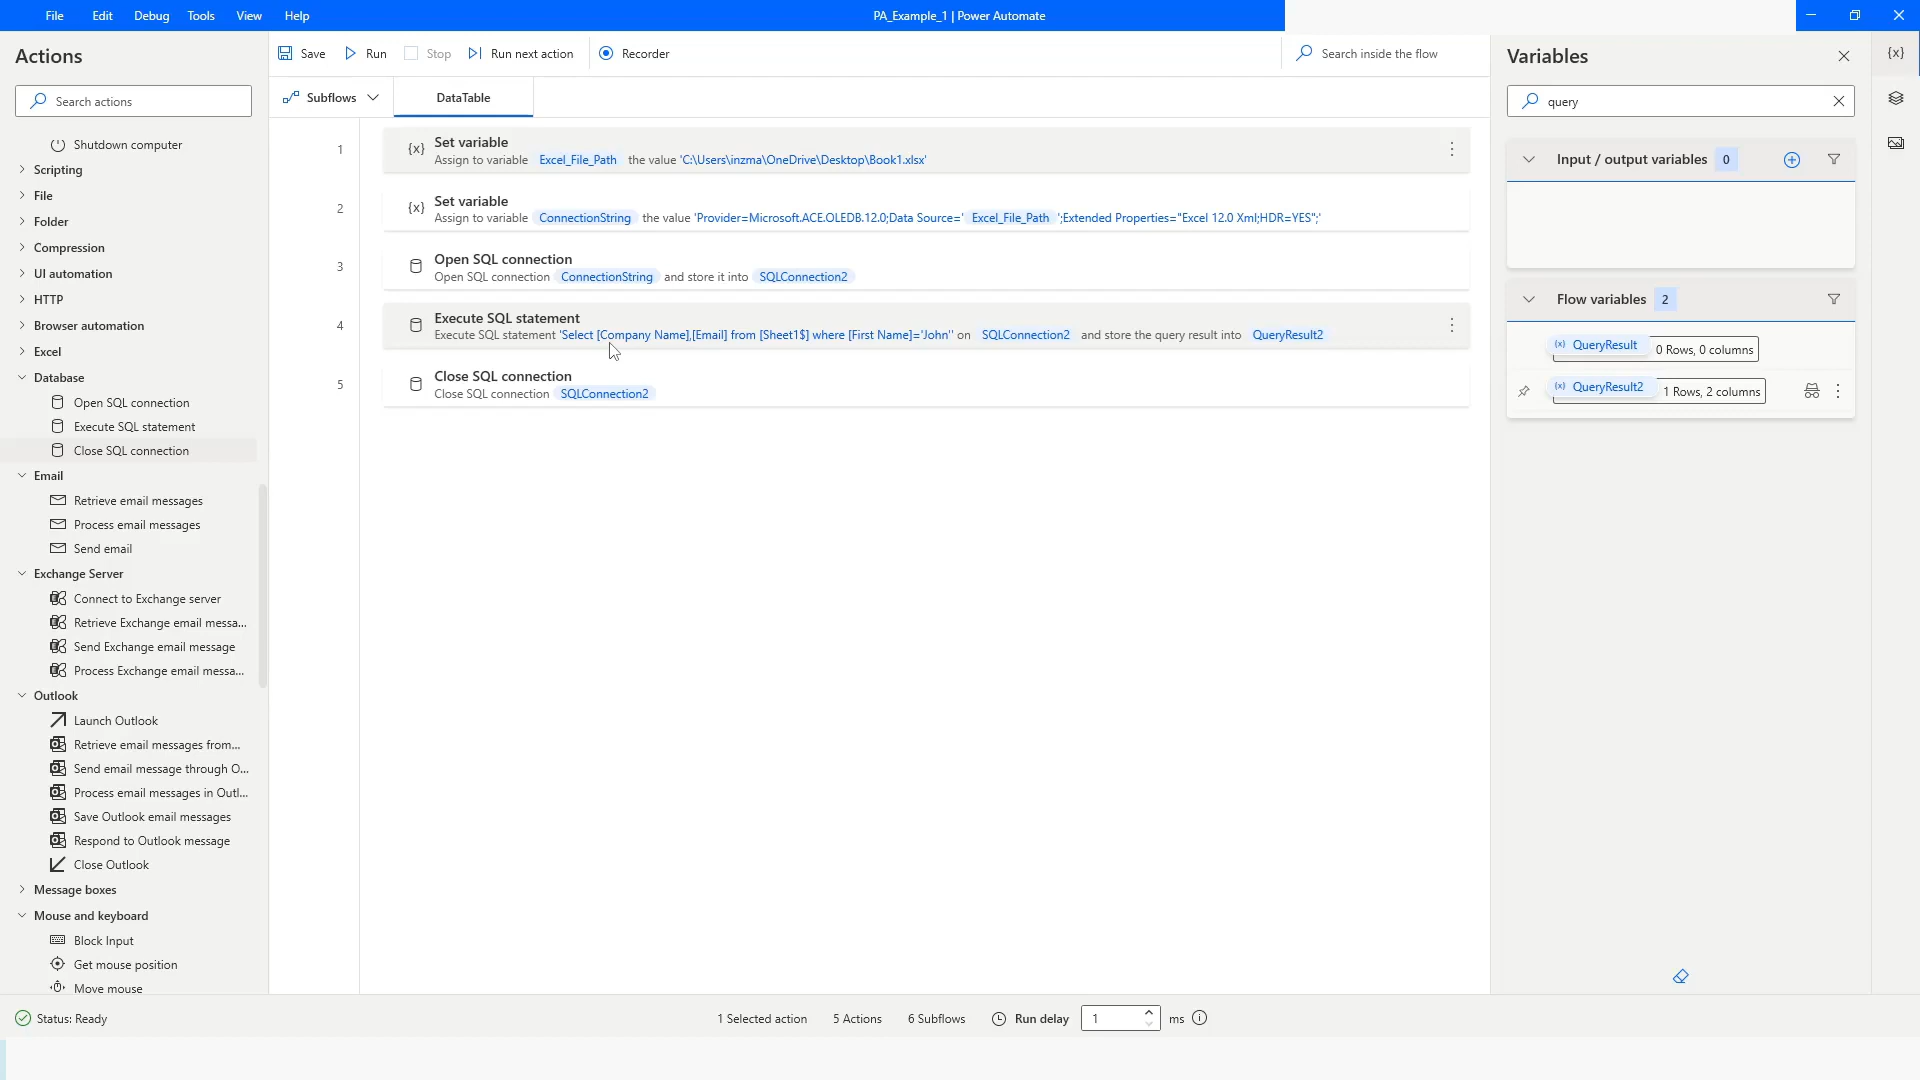 File Edit Debug Tools View Help PA_Example_1 | Power Automate
Actions
Search actions
Shutdown computer
Scripting
File
Folder
Compression
UI automation
HTTP
Browser automation
Excel
Database
Open SQL connection
Execute SQL statement
Close SQL connection
Email
Retrieve email messages
Process email messages
Send email
Exchange Server
Connect to Exchange server
Retrieve Exchange email messa...
Send Exchange email message
Process Exchange email messa...
Outlook
Launch Outlook
Retrieve email messages from...
Send email message through O...
Process email messages in Outl...
Save Outlook email messages
Respond to Outlook message
Close Outlook
Message boxes
Mouse and keyboard
Block Input
Get mouse position
Move mouse
Save Run Stop Run next action Recorder Search inside the flow
Subflows DataTable
1 {x} Set variable
Assign to variable Excel_File_Path the value 'C:\Users\inzma\OneDrive\Desktop\Book1.xlsx'
2 {x} Set variable
Assign to variable ConnectionString the value 'Provider=Microsoft.ACE.OLEDB.12.0;Data Source=' Excel_File_Path ';Extended Properties="Excel 12.0 Xml;HDR=YES";'
3 Open SQL connection
Open SQL connection ConnectionString and store it into SQLConnection2
4 Execute SQL statement
Execute SQL statement 'Select [Company Name],[Email] from [Sheet1$] where [First Name]='John'' on SQLConnection2 and store the query result into QueryResult2
5 Close SQL connection
Close SQL connection SQLConnection2
Variables
{x}
query
Input / output variables 0
Flow variables 2
(x) QueryResult 0 Rows, 0 columns
(x) QueryResult2 1 Rows, 2 columns
Status: Ready 1 Selected action 5 Actions 6 Subflows Run delay 1 ms